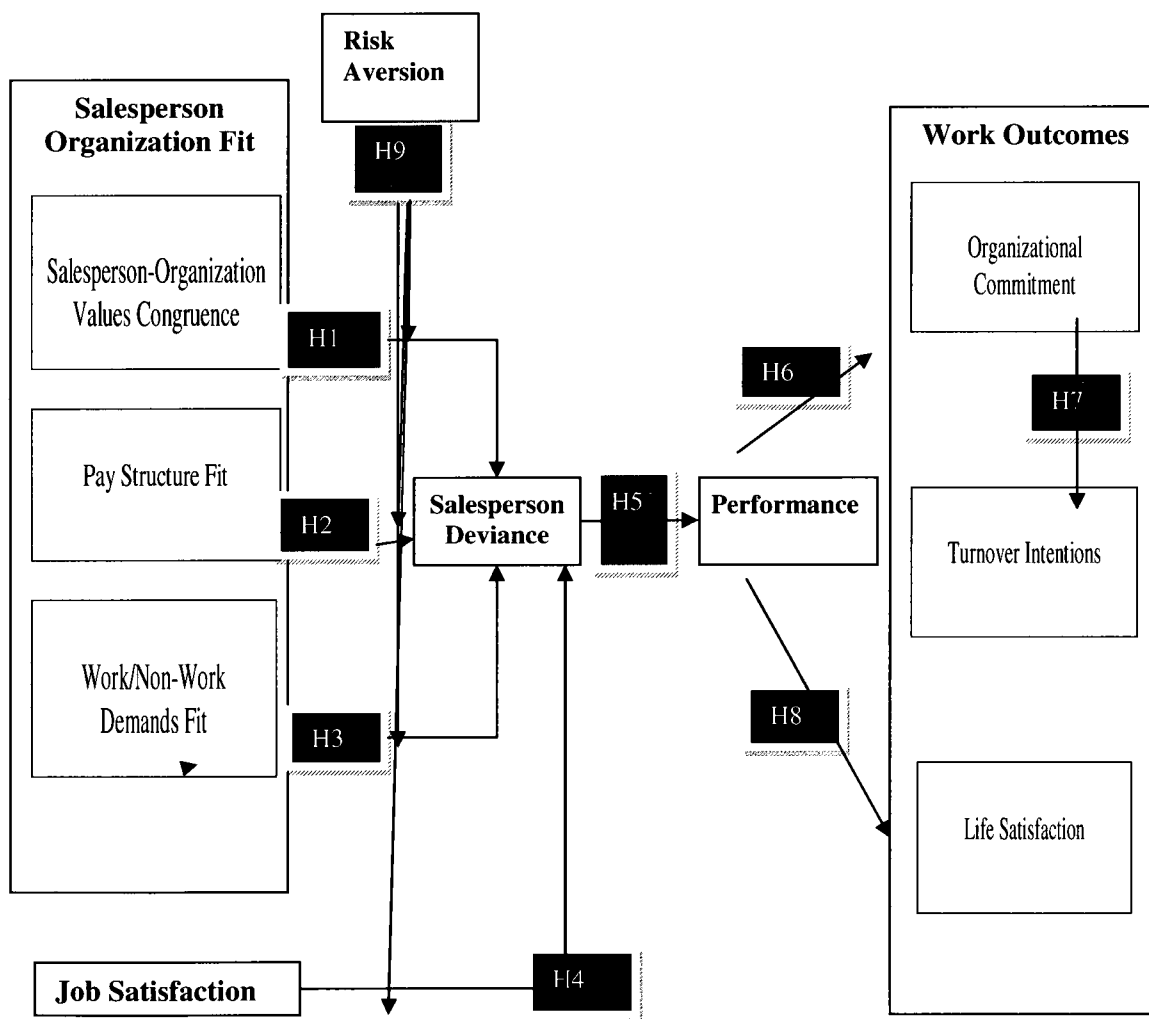 Risk
Aversion
Salesperson
Organization Fit
H9
Work Outcomes
Salesperson-Organization
Values Congruence
Organizational
Commitment
H1
H6
H7
Pay Structure Fit
H2
Salesperson
Deviance
H5
Performance
Turnover Intentions
Work/Non-Work
Demands Fit
H3
H8
Life Satisfaction
Job Satisfaction
H4